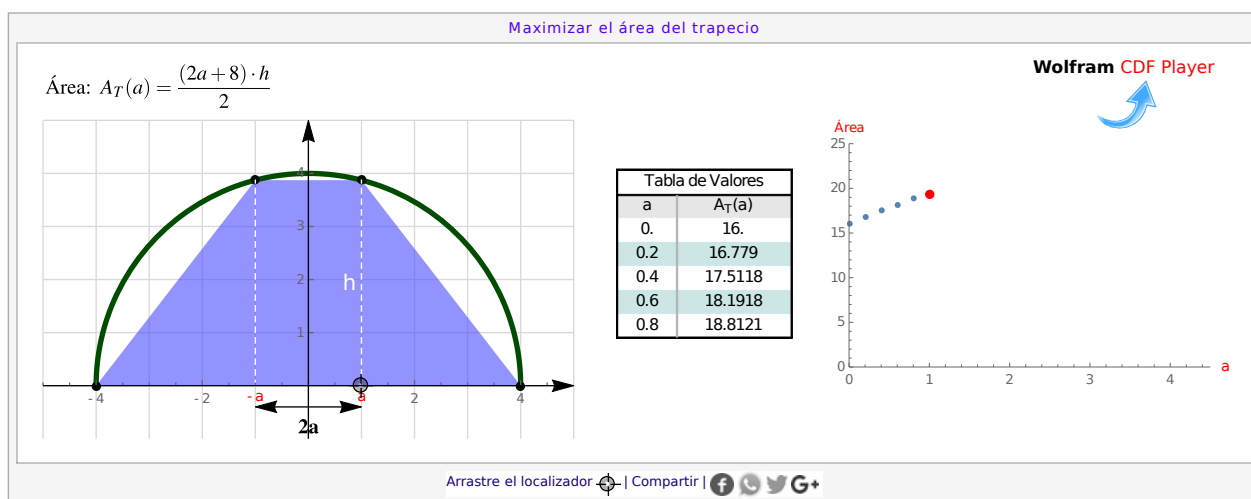 Maximizar el área del trapecio
Wolfram CDF Player
Área: A_T(a) = (2a+8)·h / 2
4
3
2
1
h
-4 -2 -a a 2 4
2a
Tabla de Valores
a A_T(a)
0. 16.
0.2 16.779
0.4 17.5118
0.6 18.1918
0.8 18.8121
Área
25
20
15
10
5
0
0 1 2 3 4 a
Arrastre el localizador | Compartir | f G+